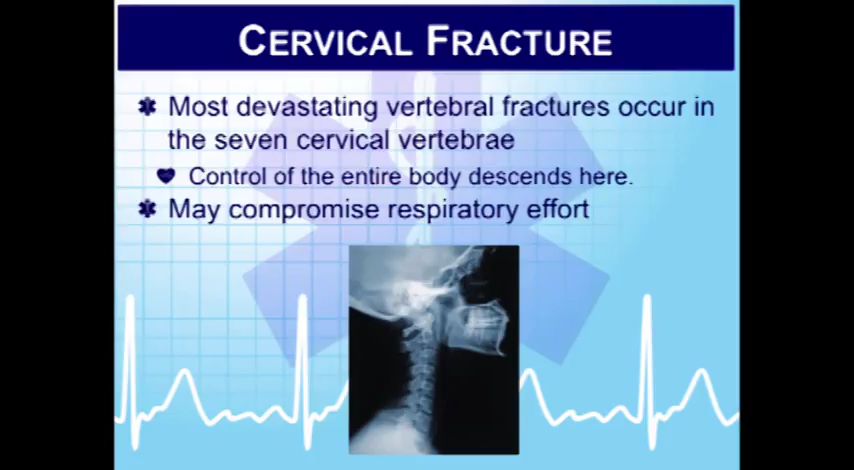 CERVICAL FRACTURE
Most devastating vertebral fractures occur in
the seven cervical vertebrae
Control of the entire body descends here.
May compromise respiratory effort